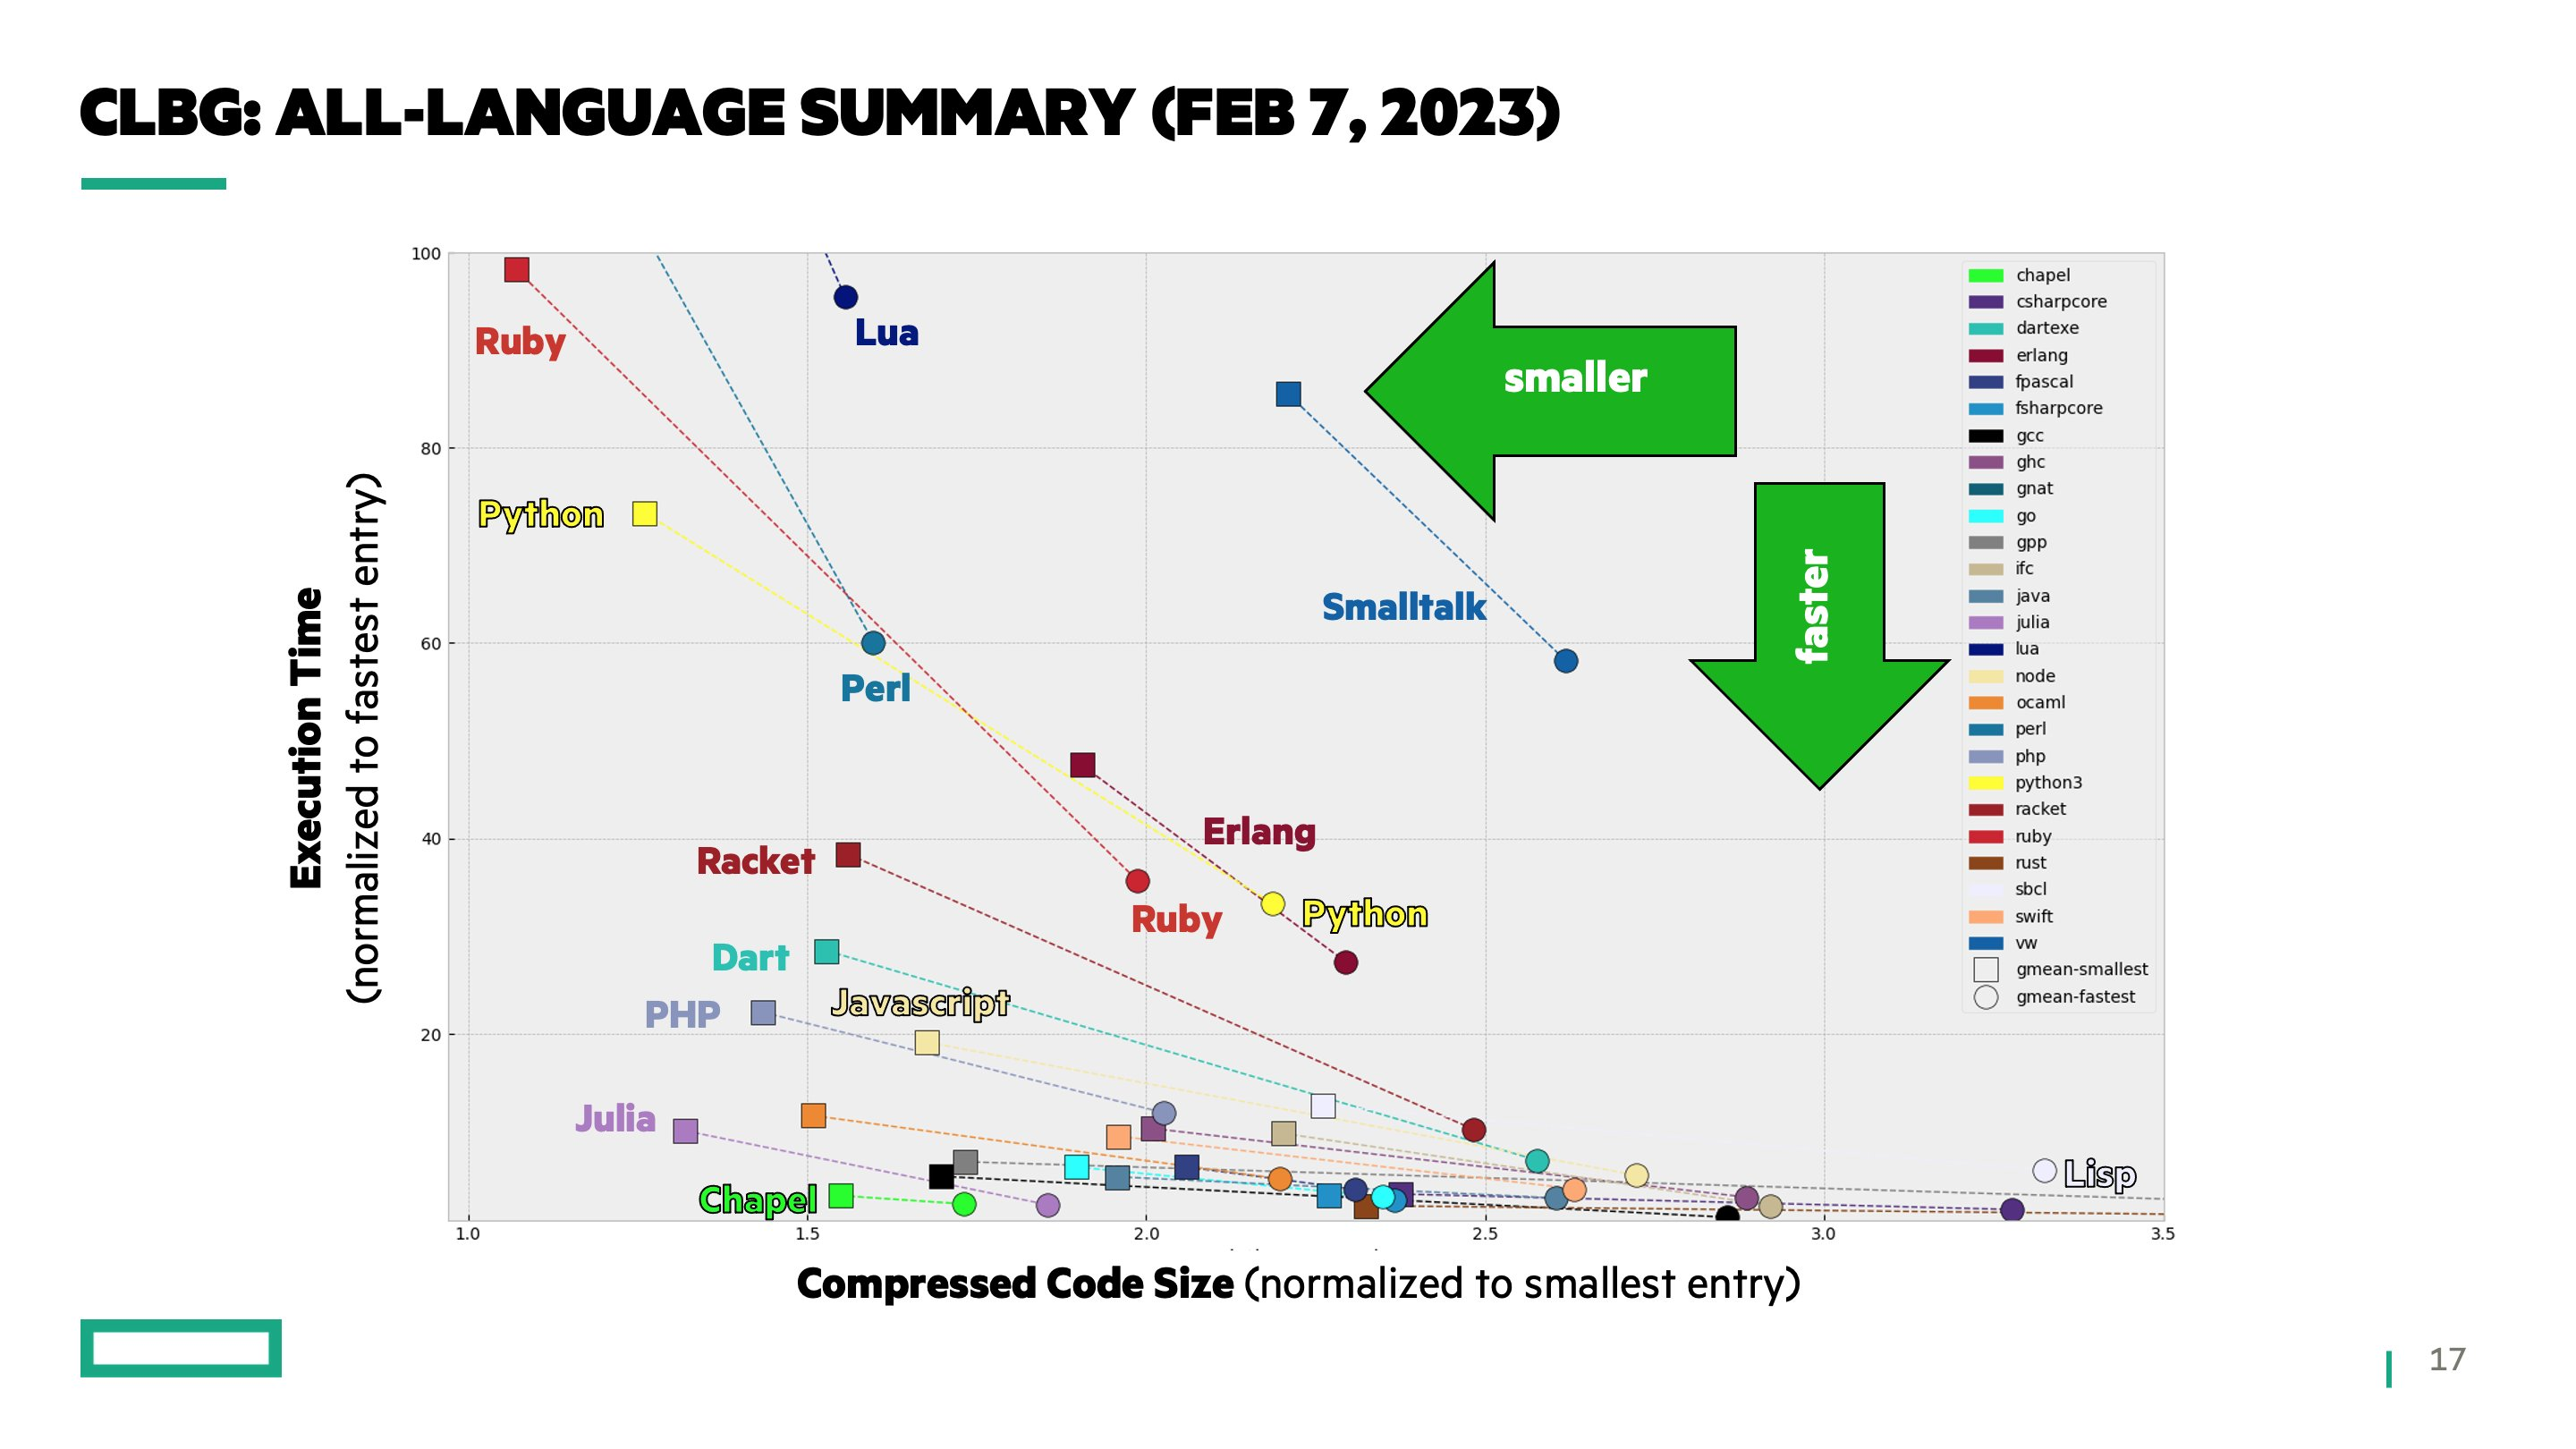 CLBG: ALL-LANGUAGE SUMMARY (FEB 7, 2023)
Execution Time
(normalized to fastest entry)
100
80
60
40
20
Ruby
Lua
Python
Smalltalk
Perl
Erlang
Racket
Ruby
Python
Dart
Javascript
PHP
Julia
Chapel
Lisp
smaller
faster
chapel
csharpcore
dartexe
erlang
fpascal
fsharpcore
gcc
ghc
gnat
go
gpp
ifc
java
julia
lua
node
ocaml
perl
php
python3
racket
ruby
rust
sbcl
swift
vw
gmean-smallest
gmean-fastest
1.0 1.5 2.0 2.5 3.0 3.5
Compressed Code Size (normalized to smallest entry)
17